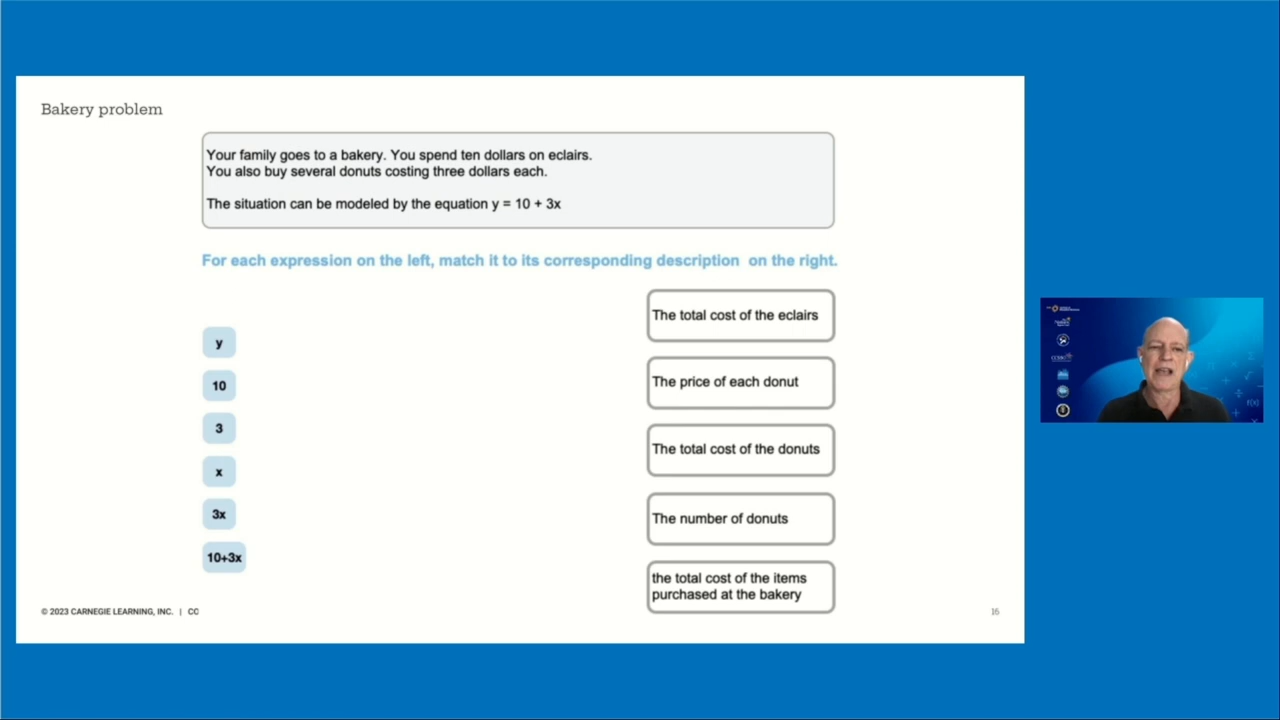 Bakery problem
Your family goes to a bakery. You spend ten dollars on eclairs.
You also buy several donuts costing three dollars each.
The situation can be modeled by the equation y = 10 + 3x
For each expression on the left, match it to its corresponding description on the right.
y
10
3
x
3x
10+3x
The total cost of the eclairs
The price of each donut
The total cost of the donuts
The number of donuts
the total cost of the items
purchased at the bakery
© 2023 CARNEGIE LEARNING, INC. | CC
16
f(x)